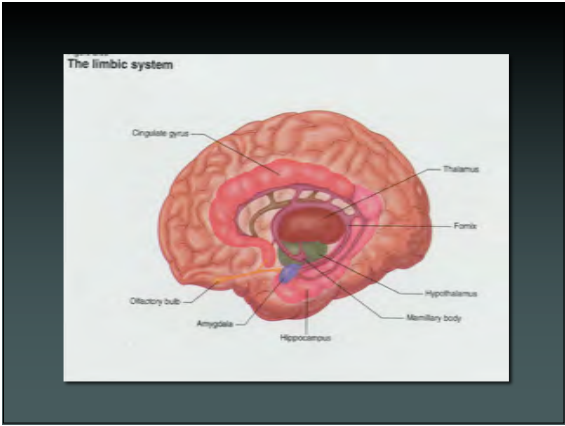 The limbic system
Cingulate gyrus
Thalamus
Fornix
Hypothalamus
Olfactory bulb
Mamillary body
Amygdala
Hippocampus